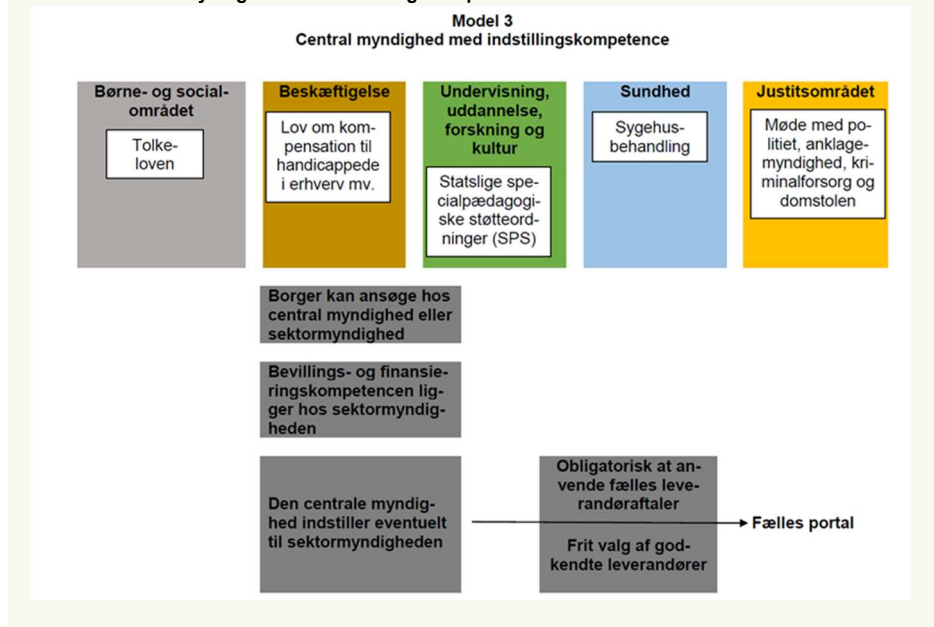 Model 3
Central myndighed med indstillingskompetence
Børne- og social-
området
Tolke-
loven
Beskæftigelse
Lov om kom-
pensation til
handicappede
i erhverv mv.
Undervisning,
uddannelse,
forskning og
kultur
Statslige spe-
cialpædagogi-
ske støtteord-
ninger (SPS)
Sundhed
Sygehus-
behandling
Justitsområdet
Møde med po-
litiet, anklage-
myndighed, kri-
minalforsorg og
domstolen
Borger kan ansøge hos
central myndighed eller
sektormyndighed
Bevillings- og finansie-
ringskompetencen lig-
ger hos sektormyndig-
heden
Den centrale myndig-
hed indstiller eventuelt
til sektormyndigheden
Obligatorisk at an-
vende fælles leve-
randøraftaler
Frit valg af god-
kendte leverandører
Fælles portal